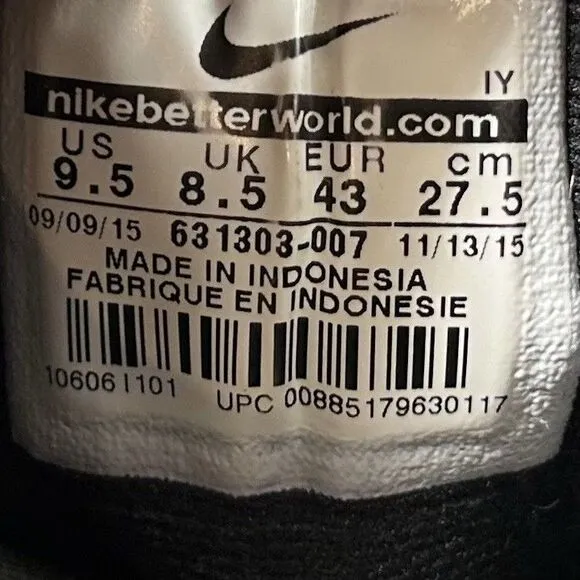 IY
nikebetterworld.com
US UK EUR cm
9.5 8.5 43 27.5
09/09/15 631303-007 11/13/15
MADE IN INDONESIA
FABRIQUE EN INDONESIE
106061101
UPC 00885179630117